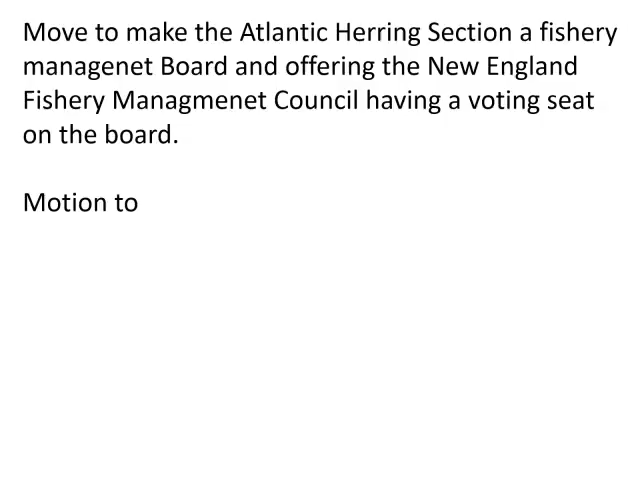 Move to make the Atlantic Herring Section a fishery
managenet Board and offering the New England
Fishery Managmenet Council having a voting seat
on the board.
Motion to